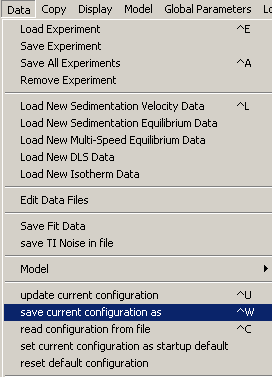 Data Copy Display Model Global Parameters
Load Experiment ^E
Save Experiment
Save All Experiments ^A
Remove Experiment
Load New Sedimentation Velocity Data ^L
Load New Sedimentation Equilibrium Data
Load New Multi-Speed Equilibrium Data
Load New DLS Data
Load New Isotherm Data
Edit Data Files
Save Fit Data
save TI Noise in file
Model
update current configuration ^U
save current configuration as ^W
read configuration from file ^C
set current configuration as startup default
reset default configuration